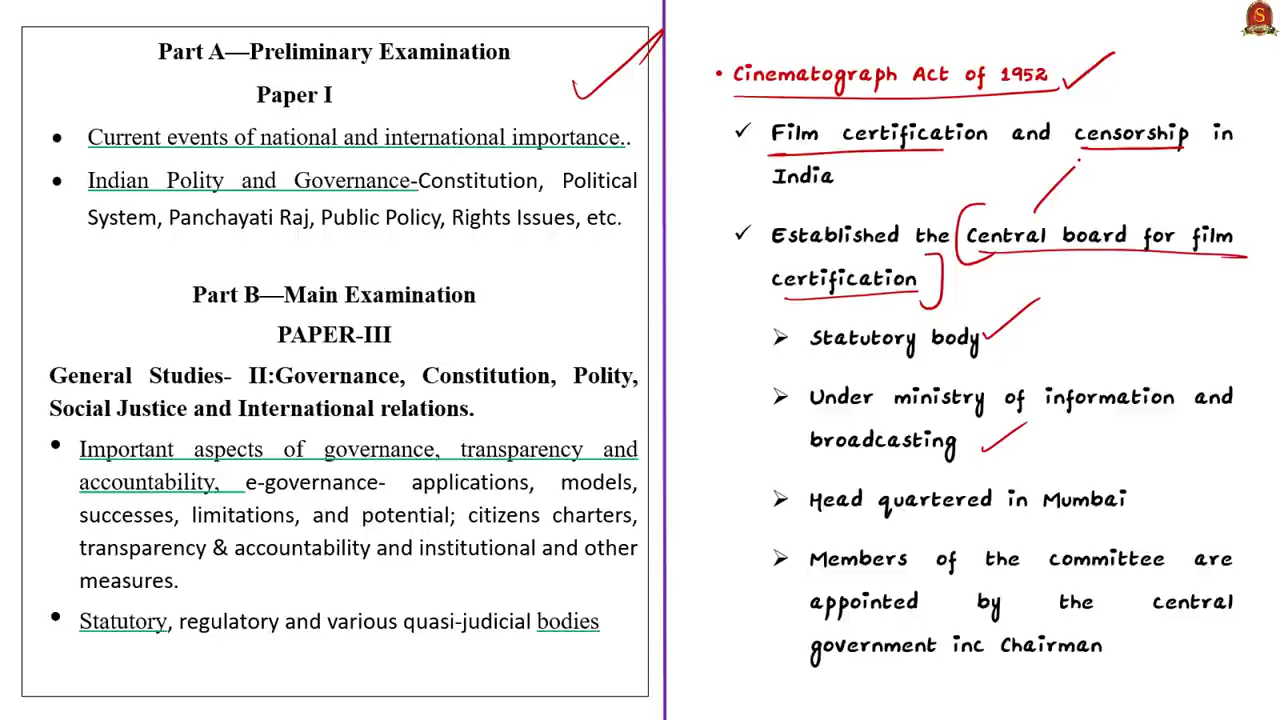 Part A—Preliminary Examination
Paper I
• Current events of national and international importance..
• Indian Polity and Governance-Constitution, Political
System, Panchayati Raj, Public Policy, Rights Issues, etc.
Part B—Main Examination
PAPER-III
General Studies- II:Governance, Constitution, Polity,
Social Justice and International relations.
• Important aspects of governance, transparency and
accountability, e-governance- applications, models,
successes, limitations, and potential; citizens charters,
transparency & accountability and institutional and other
measures.
• Statutory, regulatory and various quasi-judicial bodies
• Cinematograph Act of 1952
✓ Film certification and censorship in
India
✓ Established the Central board for film
certification
➢ Statutory body
➢ Under ministry of information and
broadcasting
➢ Head quartered in Mumbai
➢ Members of the committee are
appointed by the central
government inc Chairman